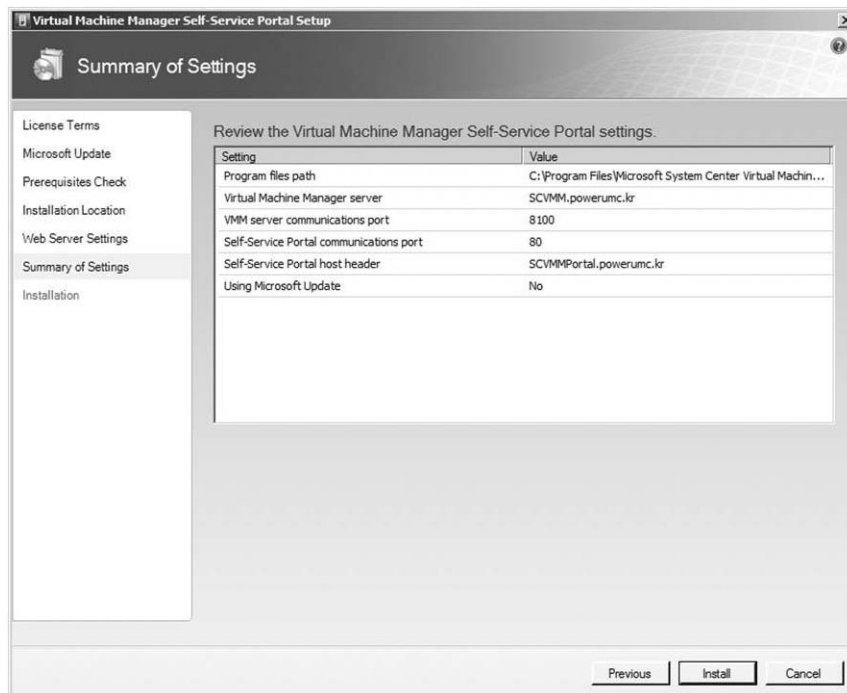 Virtual Machine Manager Self-Service Portal Setup
Summary of Settings
License Terms
Microsoft Update
Prerequisites Check
Installation Location
Web Server Settings
Summary of Settings
Installation
Review the Virtual Machine Manager Self-Service Portal settings.
Setting Value
Program files path C:\Program Files\Microsoft System Center Virtual Machin...
Virtual Machine Manager server SCVMM.powerumc.kr
VMM server communications port 8100
Self-Service Portal communications port 80
Self-Service Portal host header SCVMMPortal.powerumc.kr
Using Microsoft Update No
Previous Install Cancel